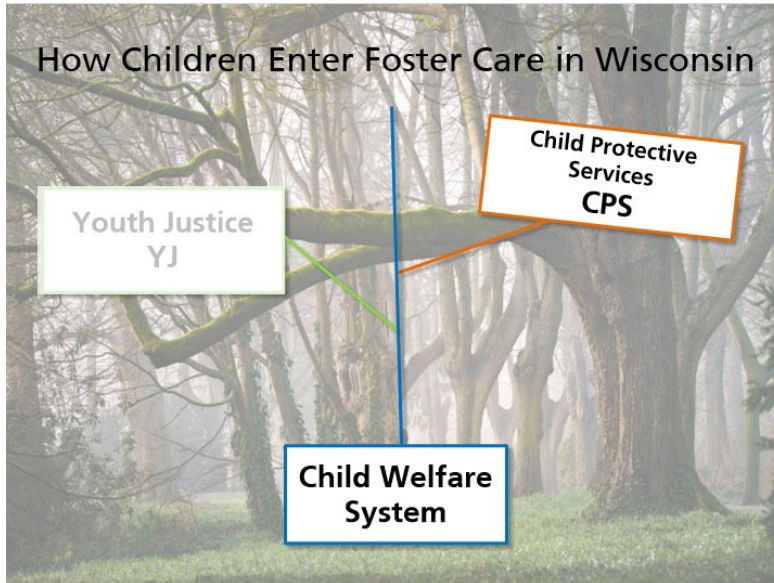 How Children Enter Foster Care in Wisconsin
Child Protective
Services
CPS
Youth Justice
YJ
Child Welfare
System